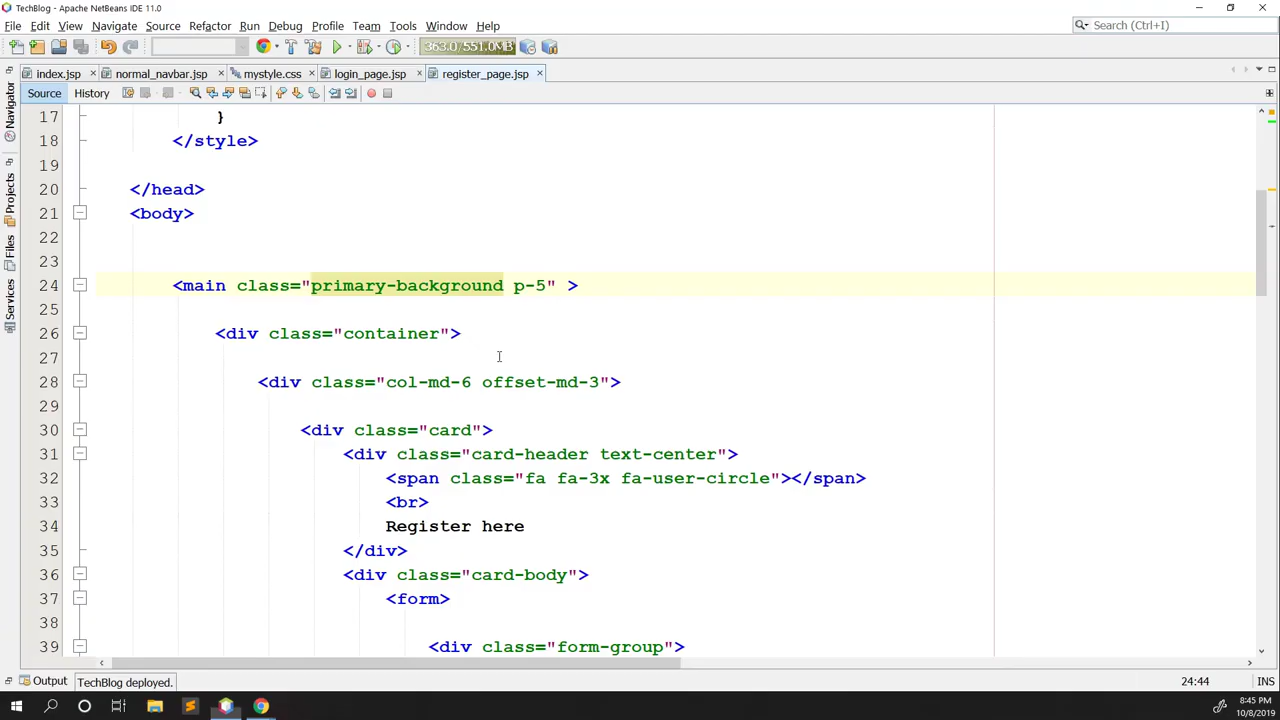 TechBlog - Apache NetBeans IDE 11.0
File Edit View Navigate Source Refactor Run Debug Profile Team Tools Window Help
Search (Ctrl+I)
363.0/551.0MB
index.jsp normal_navbar.jsp mystyle.css login_page.jsp register_page.jsp
Source History
Navigator
Projects
Files
Services
17 }
18 </style>
19
20 </head>
21 <body>
22
23
24 <main class="primary-background p-5" >
25
26 <div class="container">
27
28 <div class="col-md-6 offset-md-3">
29
30 <div class="card">
31 <div class="card-header text-center">
32 <span class="fa fa-3x fa-user-circle"></span>
33 <br>
34 Register here
35 </div>
36 <div class="card-body">
37 <form>
38
39 <div class="form-group">
Output TechBlog deployed. 24:44 INS
8:45 PM
10/8/2019